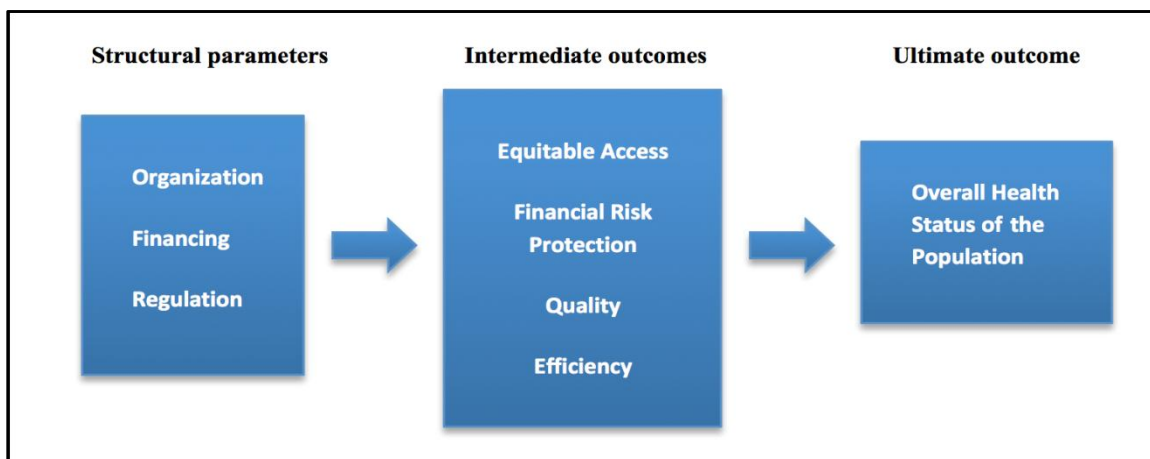 Structural parameters
Intermediate outcomes
Ultimate outcome
Organization
Financing
Regulation
Equitable Access
Financial Risk
Protection
Quality
Efficiency
Overall Health
Status of the
Population